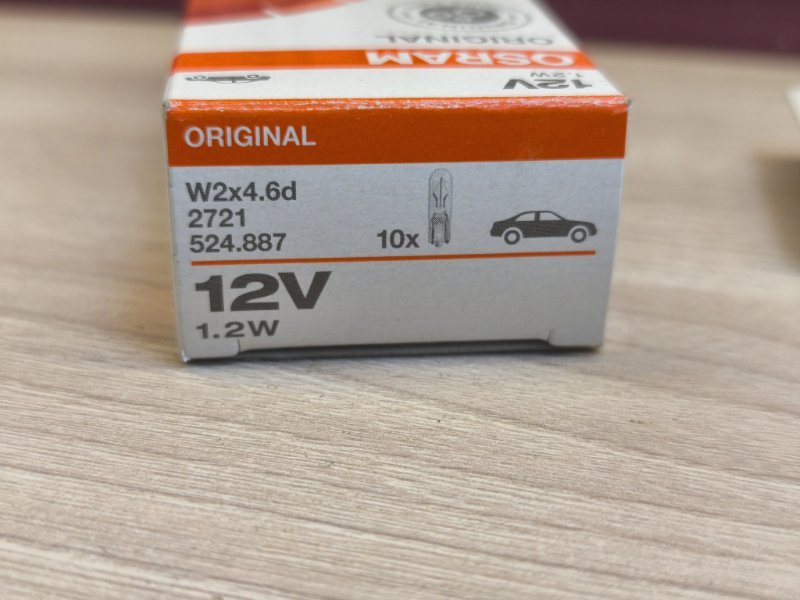 ORIGINAL
OSRAM
12V
1.2W
ORIGINAL
W2x4.6d
2721
524.887
10x
12V
1.2W